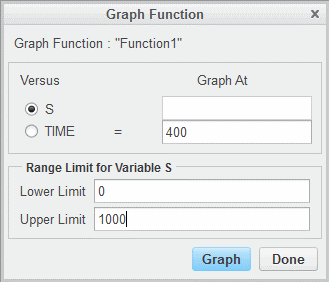 Graph Function x
Graph Function : "Function1"
Versus Graph At
S
TIME = 400
Range Limit for Variable S
Lower Limit 0
Upper Limit 1000
Graph Done